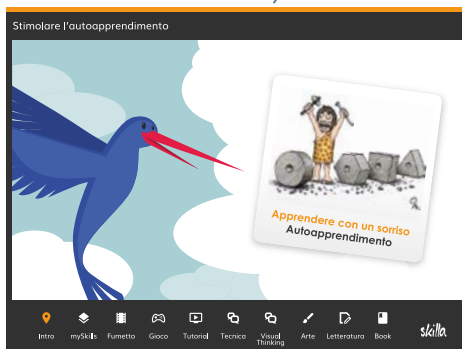 Stimolare l'autoapprendimento
Apprendere con un sorriso
Autoapprendimento
Intro
mySkills
Fumetto
Gioco
Tutorial
Tecnica
Visual
Thinking
Arte
Letteratura
Book
skilla